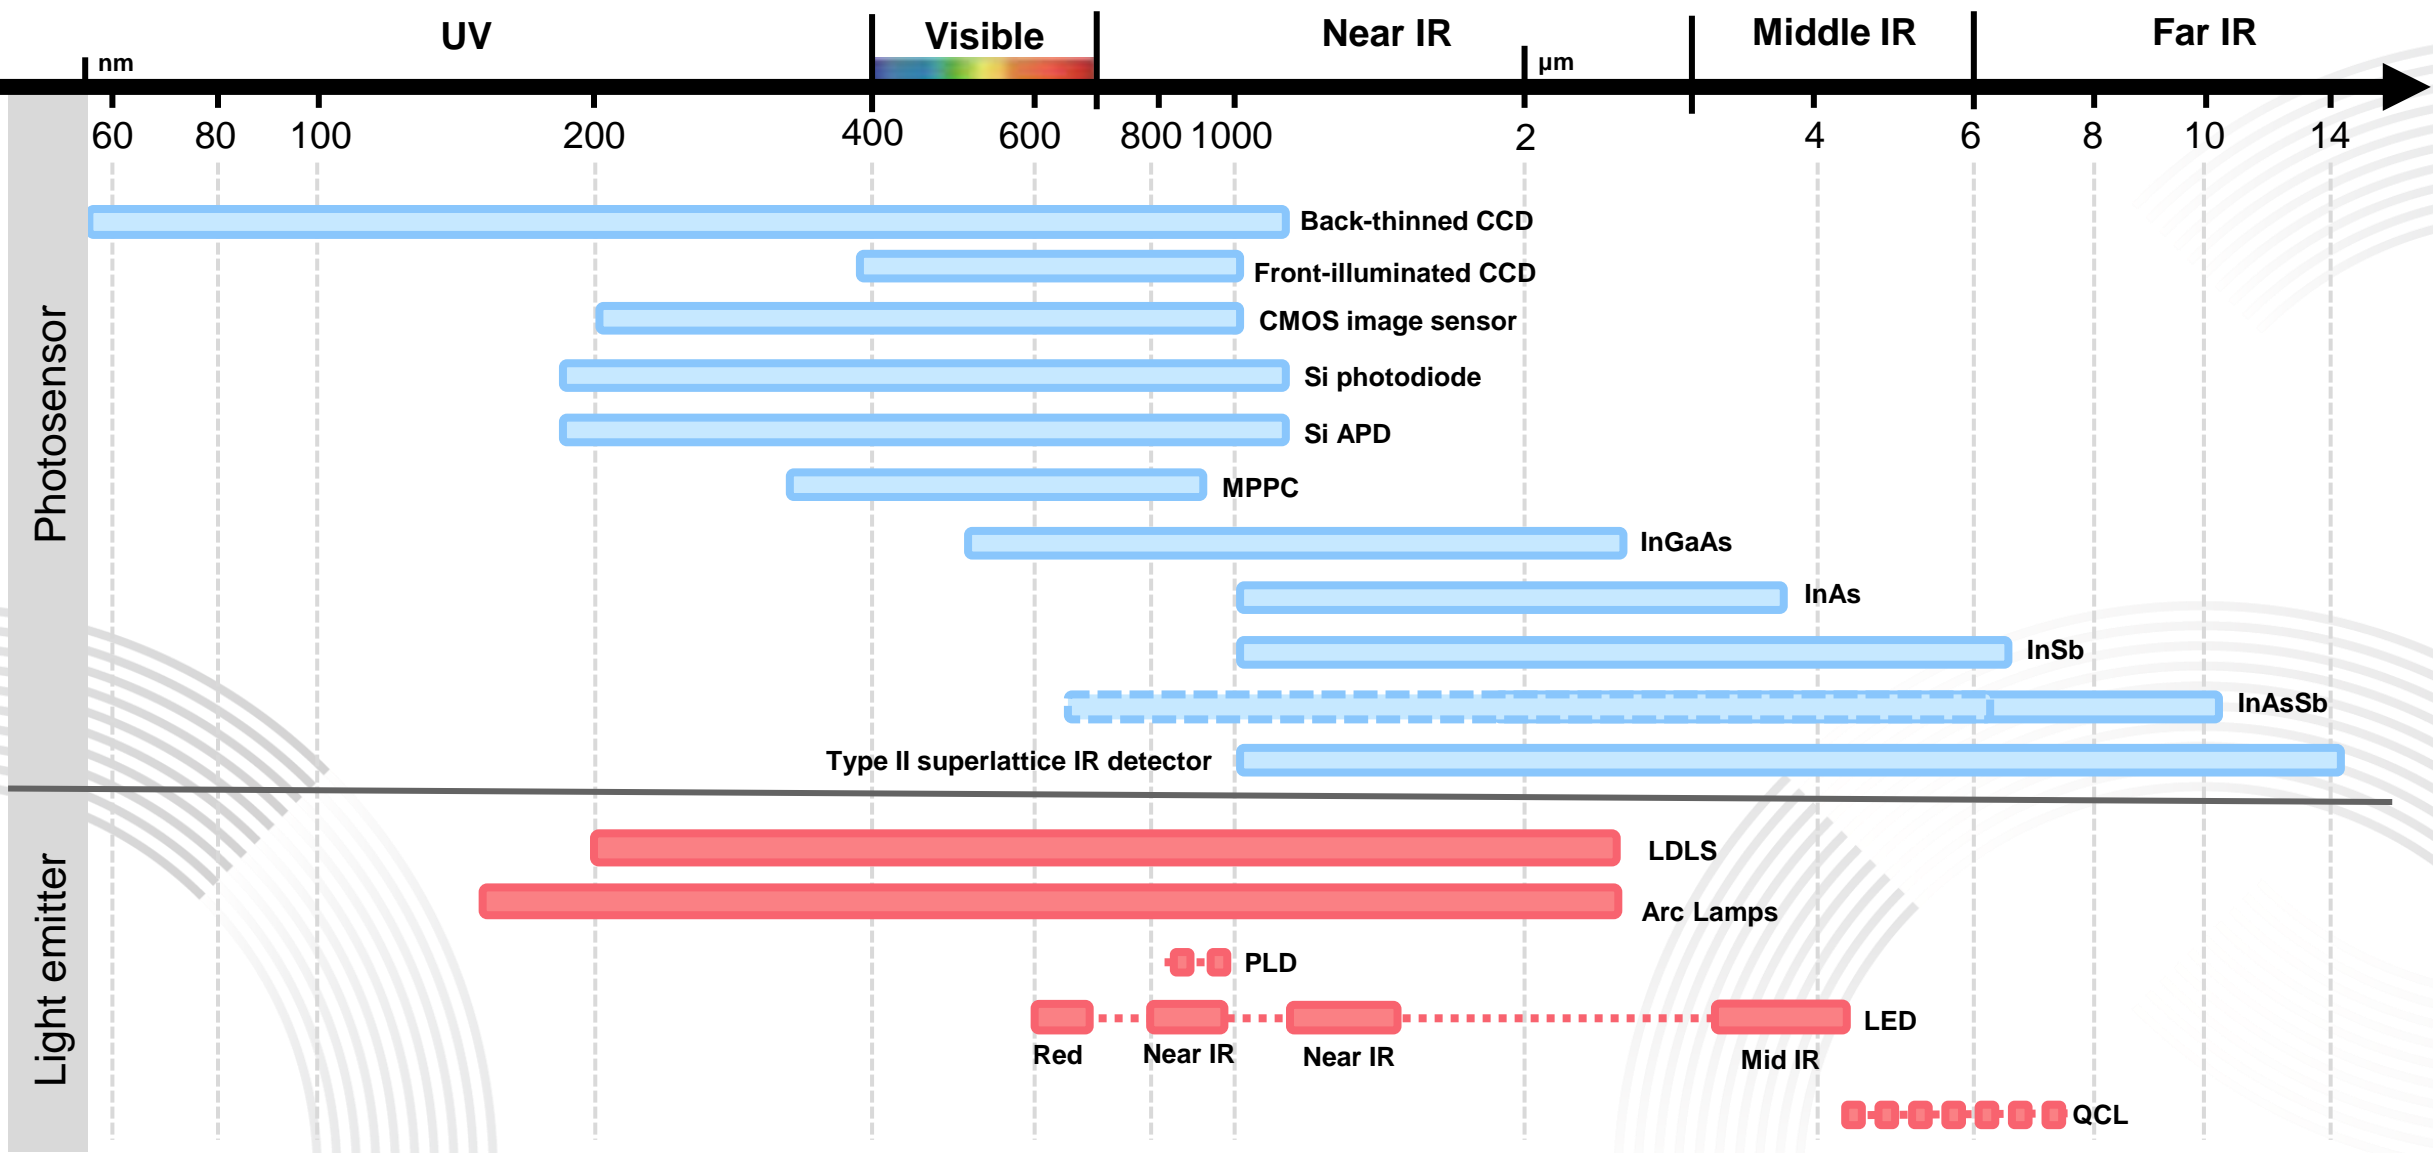 UV
Visible
Near IR
Middle IR
Far IR
nm
µm
60 80 100 200 400 600 800 1000 2 4 6 8 10 14
Photosensor
Back-thinned CCD
Front-illuminated CCD
CMOS image sensor
Si photodiode
Si APD
MPPC
InGaAs
InAs
InSb
InAsSb
Type II superlattice IR detector
Light emitter
LDLS
Arc Lamps
PLD
LED
Red
Near IR
Near IR
Mid IR
QCL